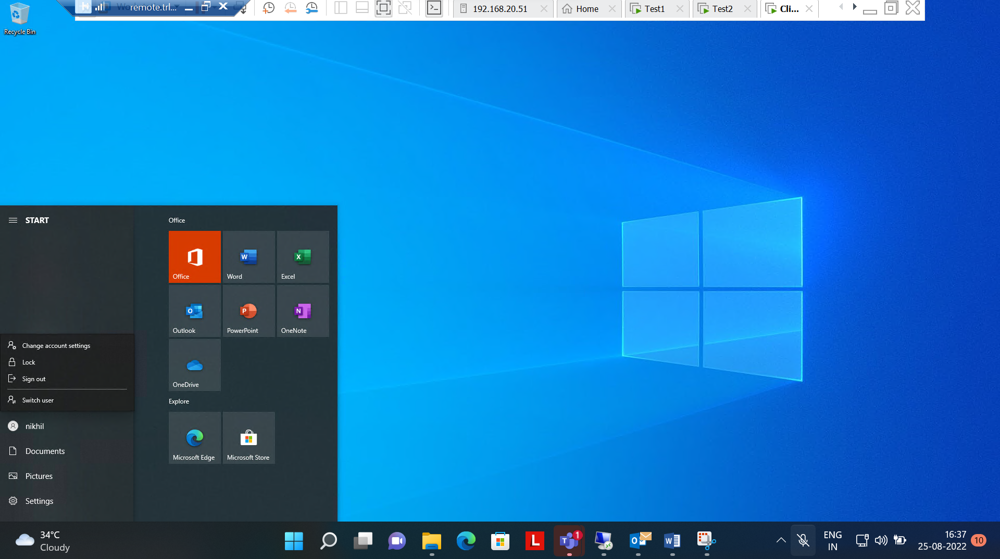 remote.trl...
192.168.20.51
Home
Test1
Test2
Cli...
Recycle Bin
START
Office
Office
Word
Excel
Outlook
PowerPoint
OneNote
OneDrive
Change account settings
Lock
Sign out
Switch user
Explore
nikhil
Documents
Pictures
Settings
Microsoft Edge
Microsoft Store
34°C
Cloudy
L
1
ENG
IN
16:37
25-08-2022
10